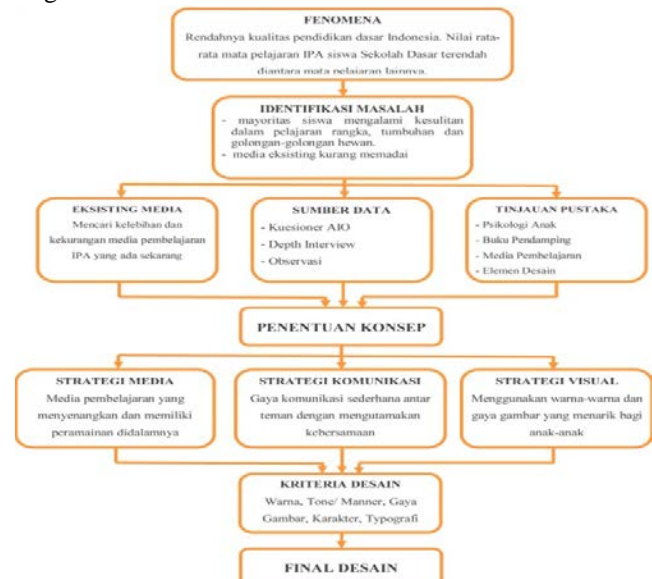 FENOMENA
Rendahnya kualitas pendidikan dasar Indonesia. Nilai rata-
rata mata pelajaran IPA siswa Sekolah Dasar terendah
diantara mata pelajaran lainnya.
IDENTIFIKASI MASALAH
- mayoritas siswa mengalami kesulitan
dalam pelajaran rangka, tumbuhan dan
golongan-golongan hewan.
- media eksisting kurang memadai
EKSISTING MEDIA
Mencari kelebihan dan
kekurangan media pembelajaran
IPA yang ada sekarang
SUMBER DATA
- Kuesioner AIO
- Depth Interview
- Observasi
TINJAUAN PUSTAKA
- Psikologi Anak
- Buku Pendamping
- Media Pembelajaran
- Elemen Desain
PENENTUAN KONSEP
STRATEGI MEDIA
Media pembelajaran yang
menyenangkan dan memiliki
peramainan didalamnya
STRATEGI KOMUNIKASI
Gaya komunikasi sederhana antar
teman dengan mengutamakan
kebersamaan
STRATEGI VISUAL
Menggunakan warna-warna dan
gaya gambar yang menarik bagi
anak-anak
KRITERIA DESAIN
Warna, Tone/ Manner, Gaya
Gambar, Karakter, Typografi
FINAL DESAIN